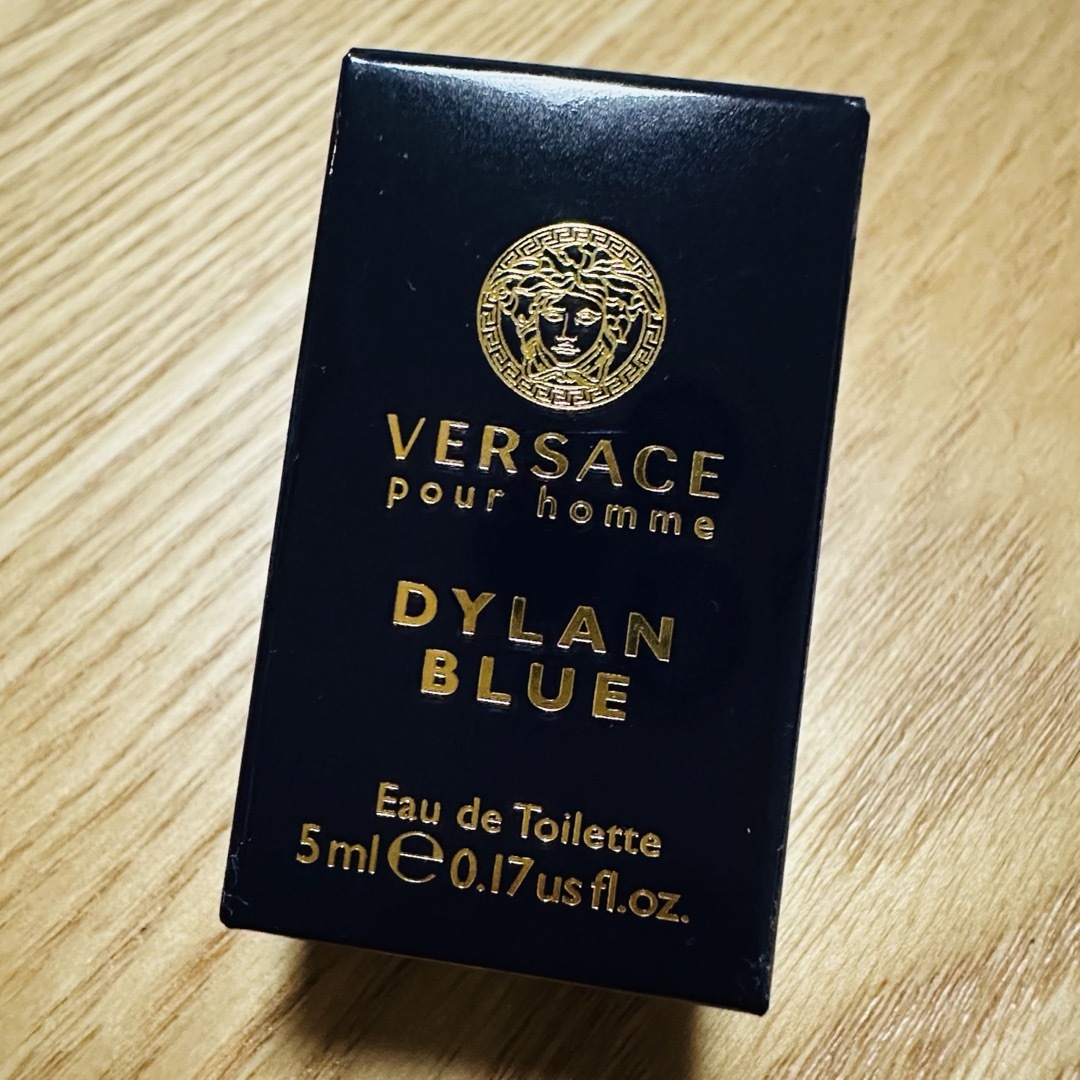 VERSACE
pour homme
DYLAN
BLUE
Eau de Toilette
5 ml ℮ 0.17 us fl.oz.